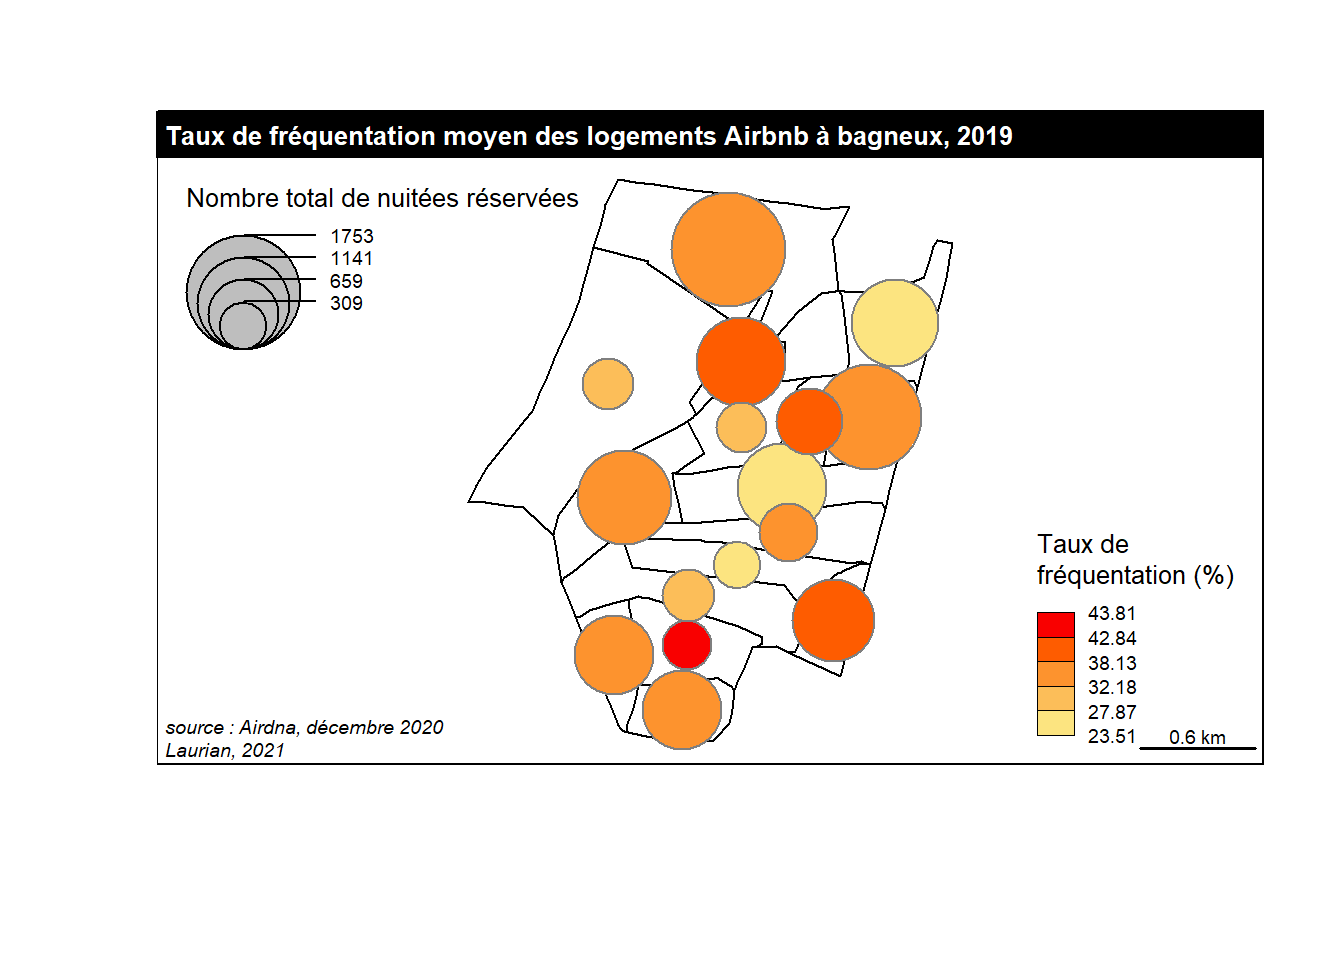 Taux de fréquentation moyen des logements Airbnb à bagneux, 2019
Nombre total de nuitées réservées
1753
1141
659
309
Taux de
fréquentation (%)
43.81
42.84
38.13
32.18
27.87
23.51
0.6 km
source : Airdna, décembre 2020
Laurian, 2021